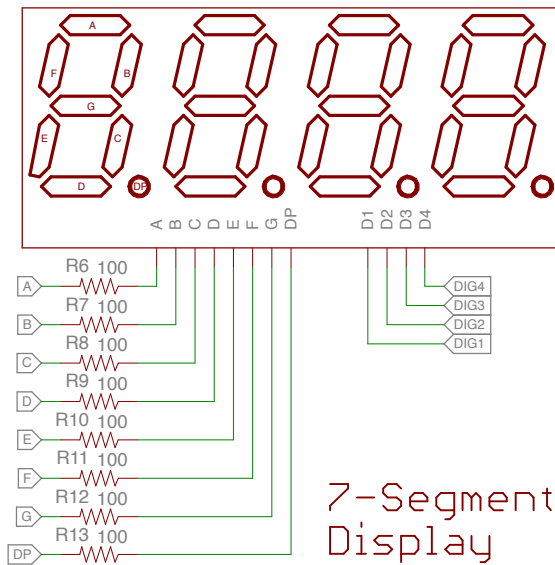 A
F
B
G
E
C
D
DP
A B C D E F G DP D1 D2 D3 D4
R6 100
A
DIG4
DIG3
R7 100
B
DIG2
DIG1
R8 100
C
R9 100
D
R10 100
E
R11 100
F
R12 100
G
R13 100
DP
7-Segment
Display